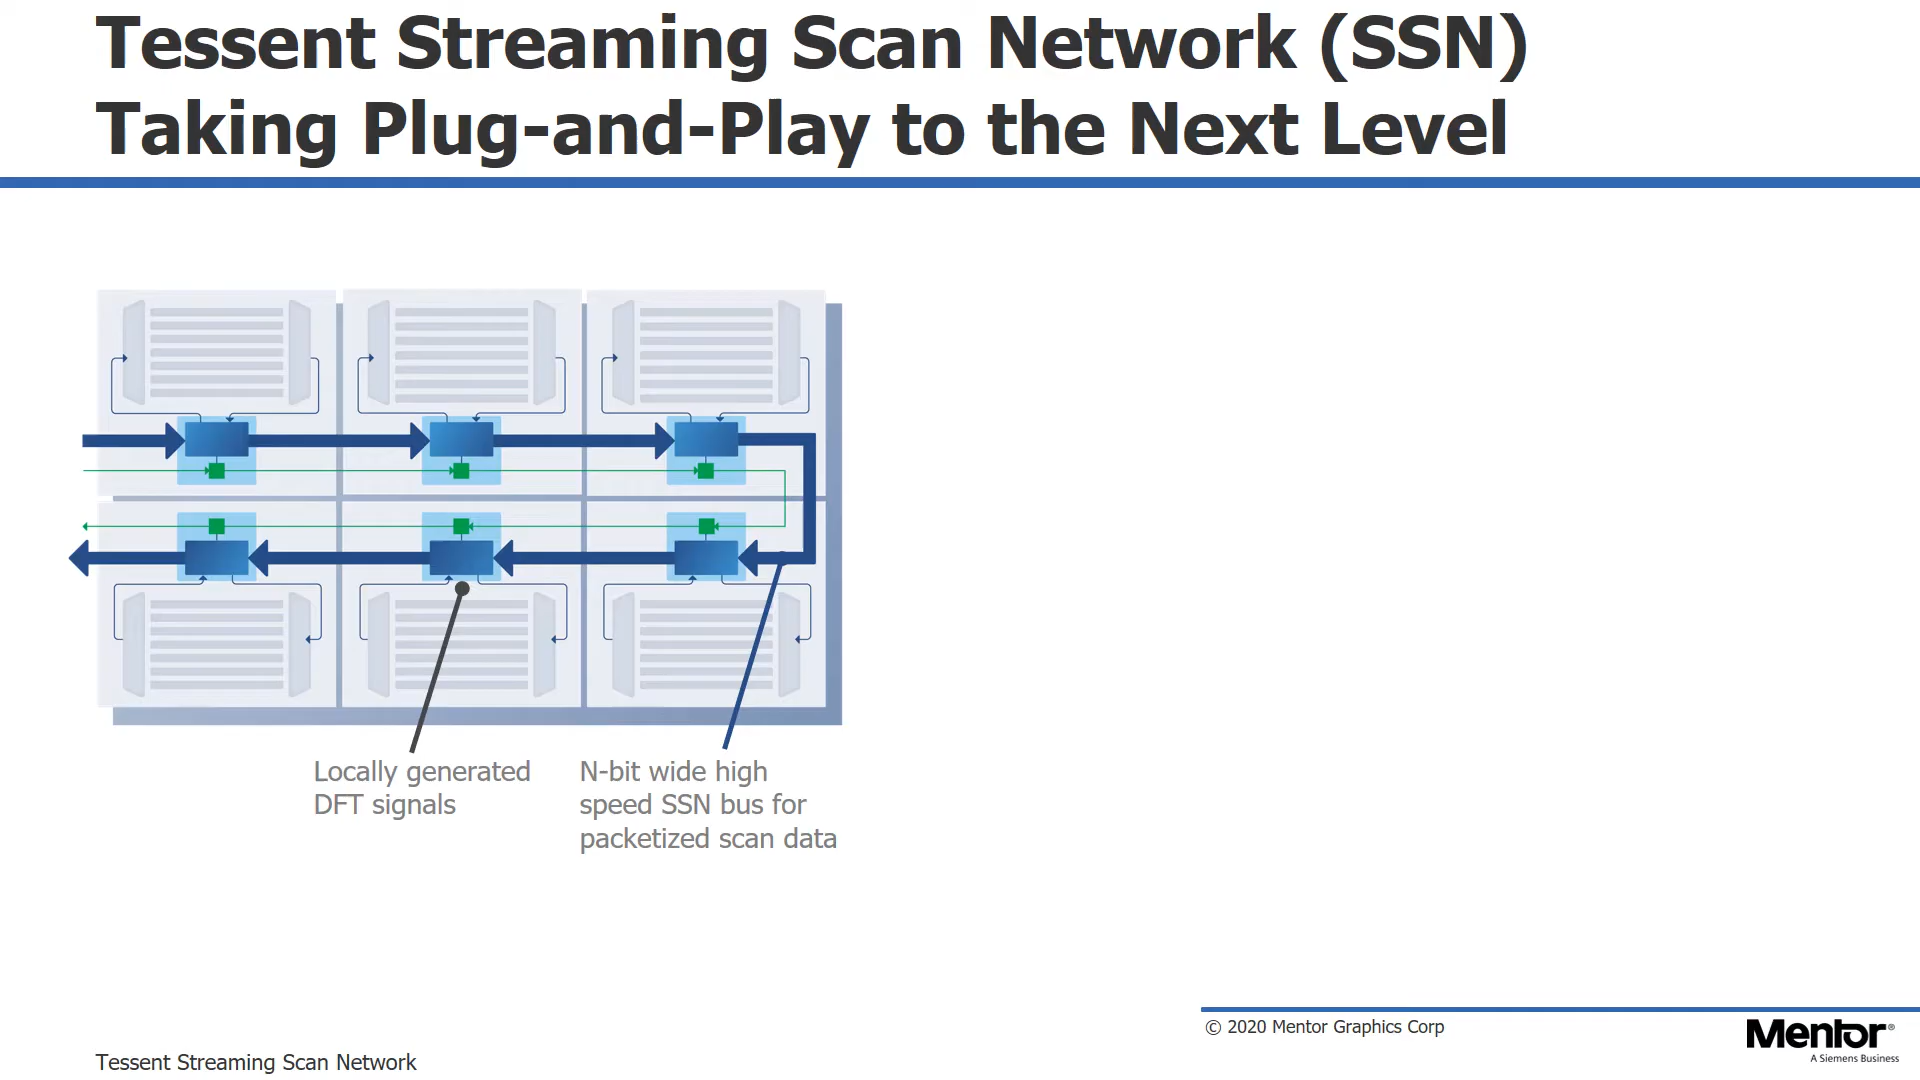 Tessent Streaming Scan Network (SSN)
Taking Plug-and-Play to the Next Level
Locally generated
DFT signals
N-bit wide high
speed SSN bus for
packetized scan data
© 2020 Mentor Graphics Corp
Mentor®
A Siemens Business
Tessent Streaming Scan Network